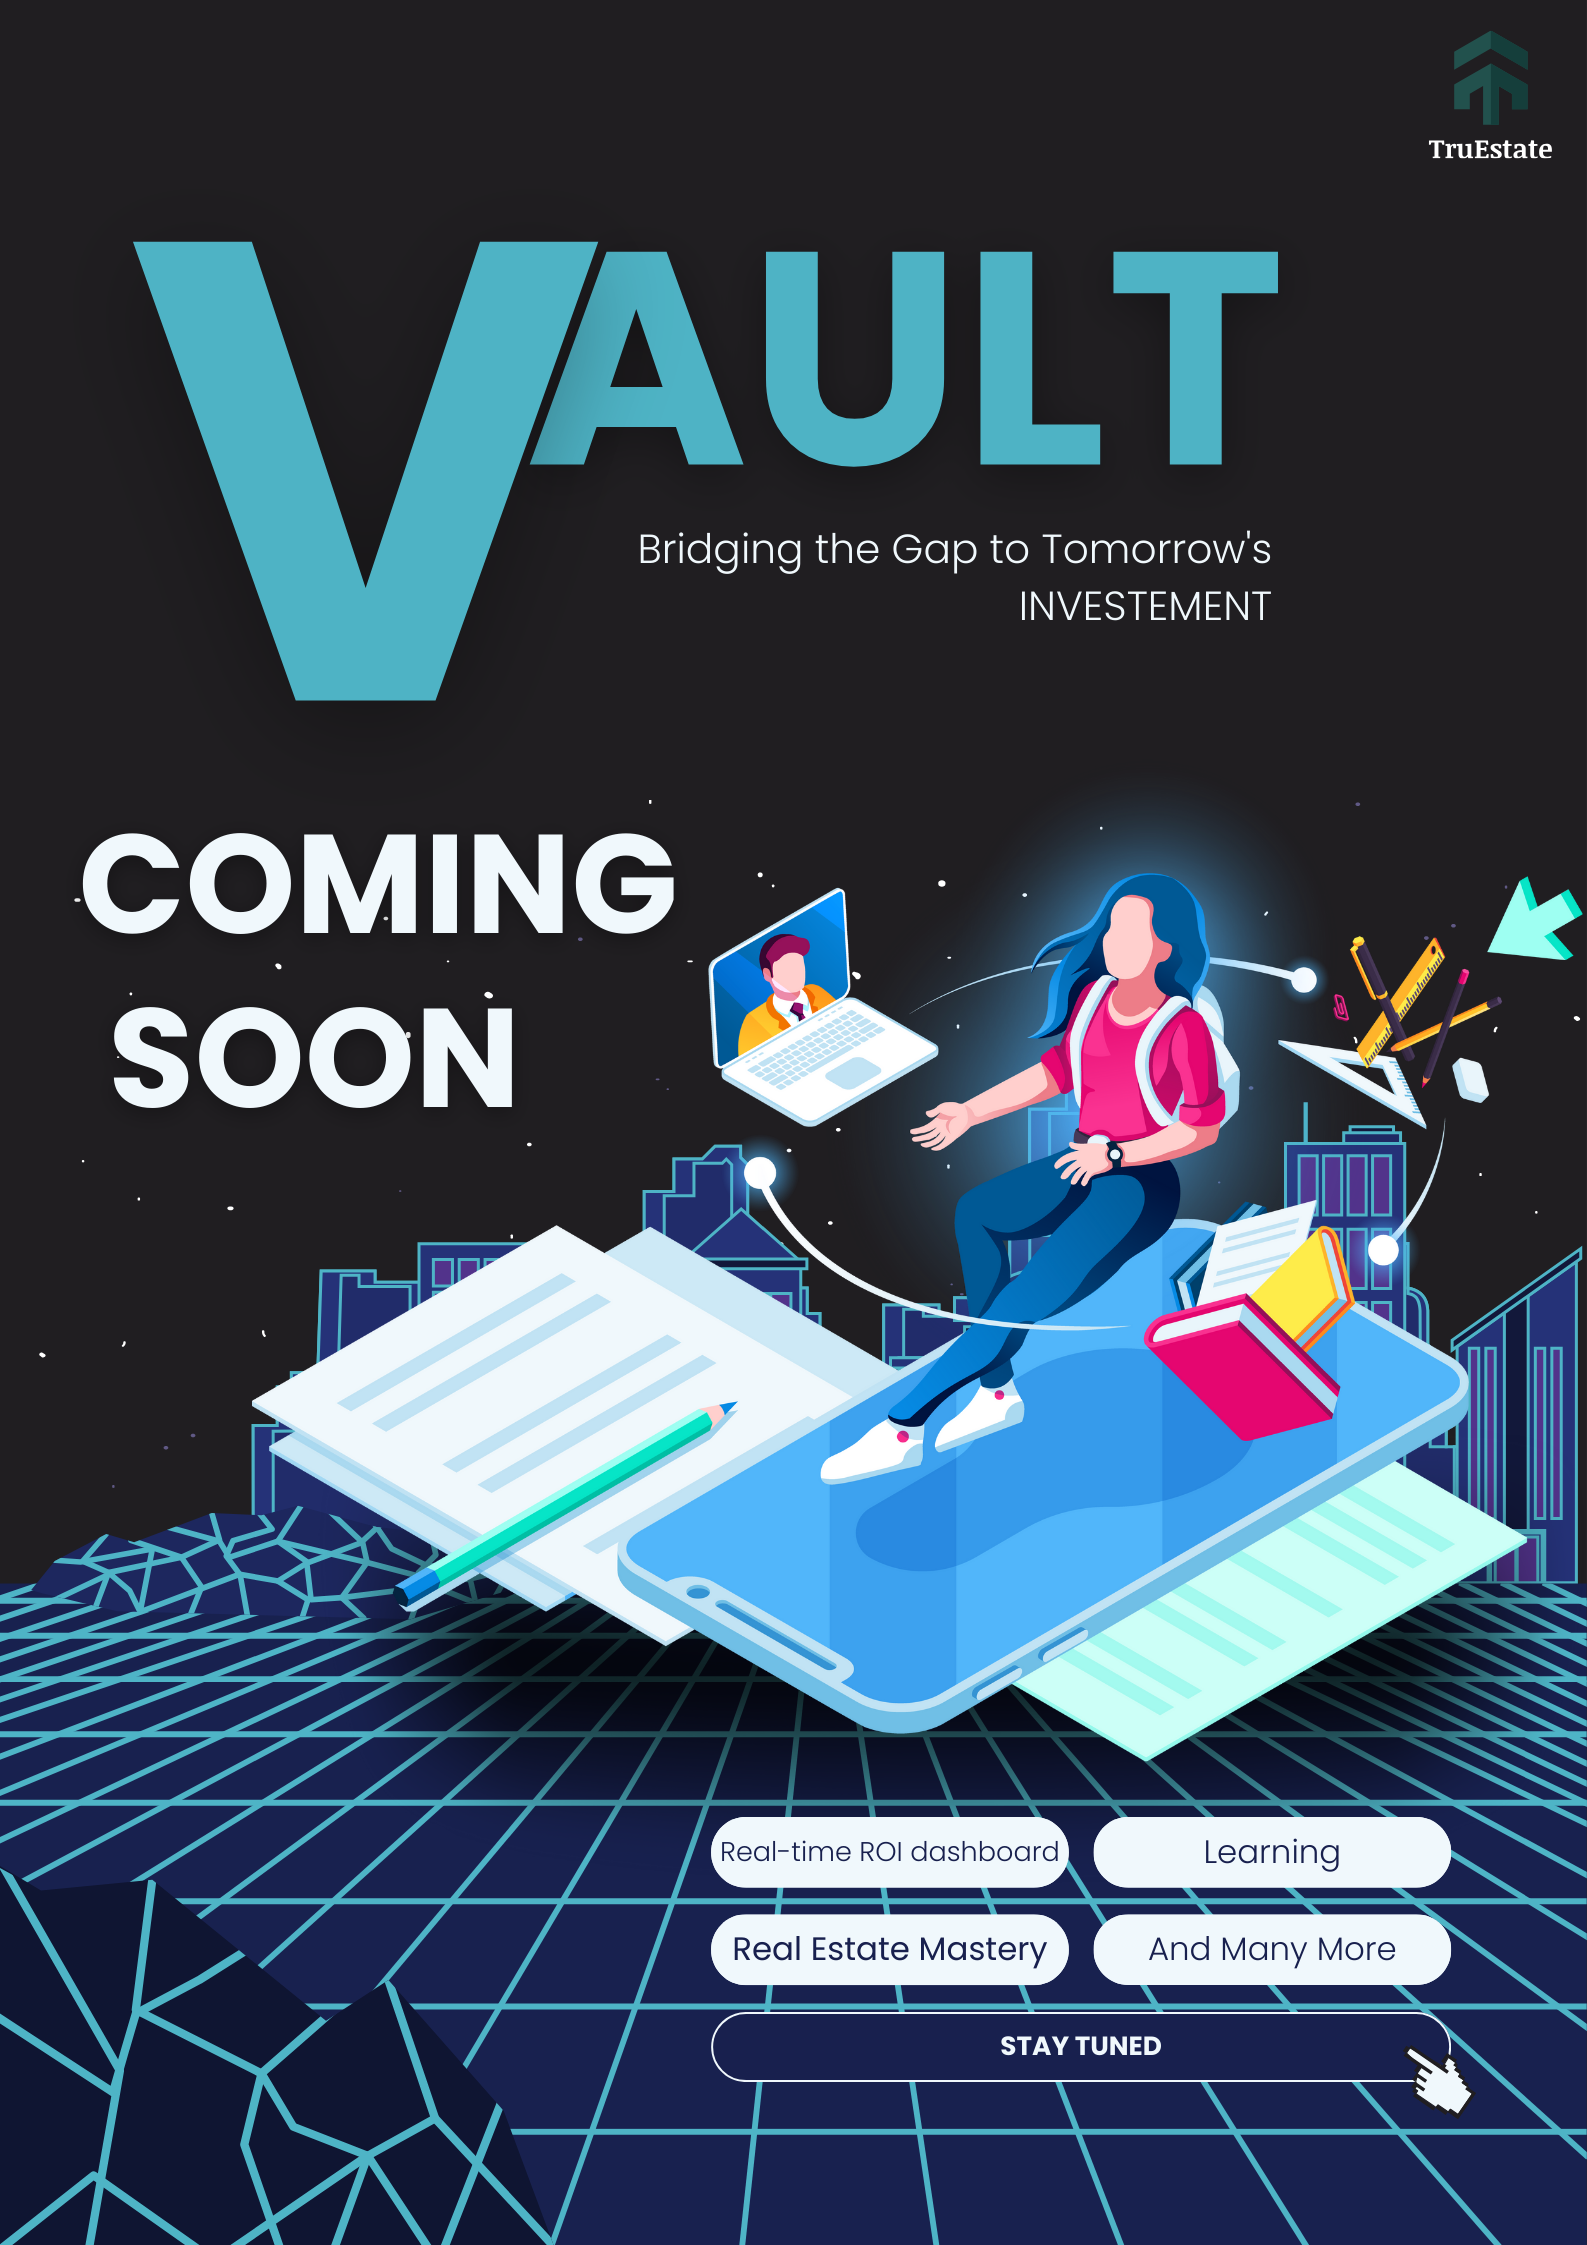 TruEstate
VAULT
Bridging the Gap to Tomorrow's
INVESTEMENT
COMING
SOON
Real-time ROI dashboard
Learning
Real Estate Mastery
And Many More
STAY TUNED